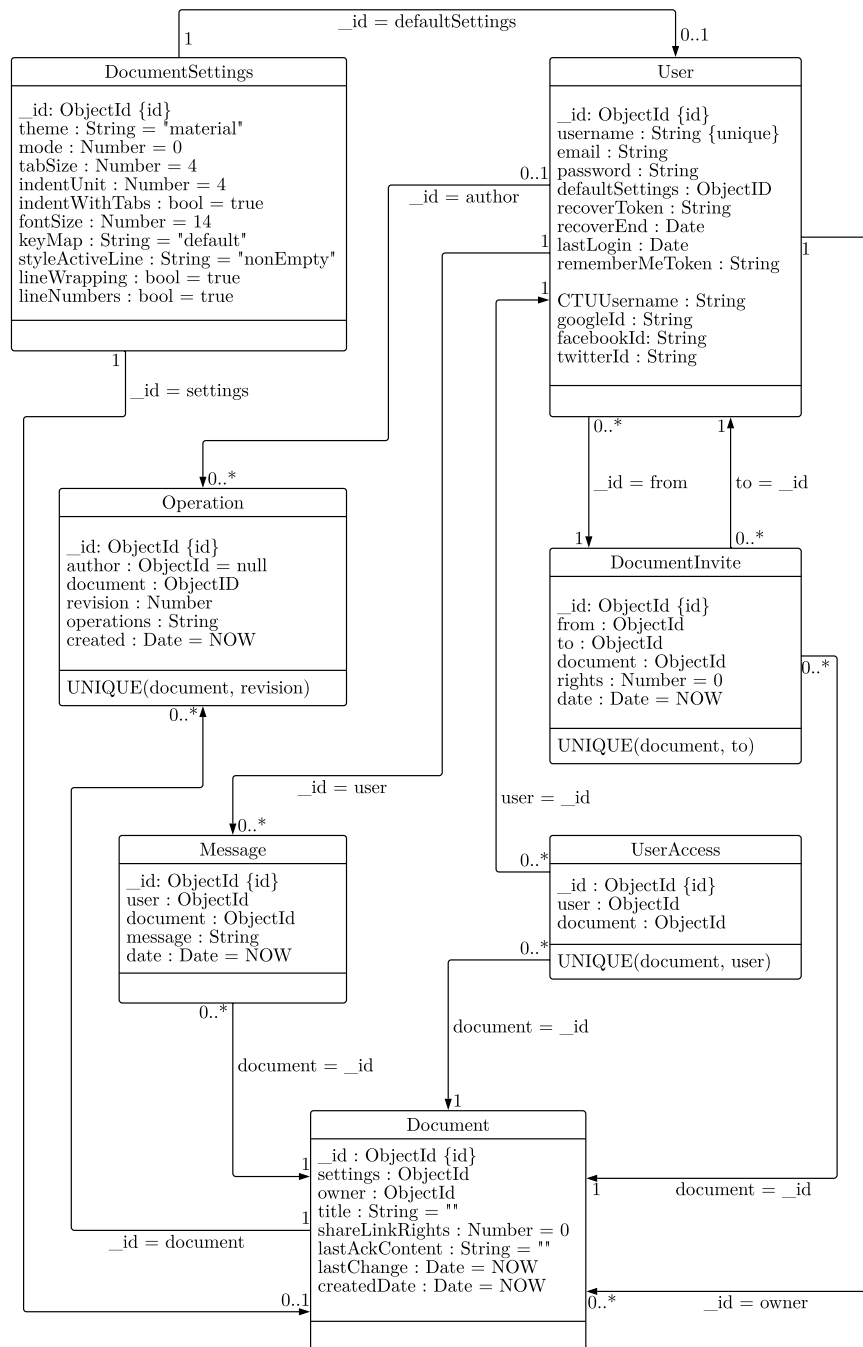 _id = defaultSettings
1
0..1
DocumentSettings
_id: ObjectId {id}
theme : String = "material"
mode : Number = 0
tabSize : Number = 4
indentUnit : Number = 4
indentWithTabs : bool = true
fontSize : Number = 14
keyMap : String = "default"
styleActiveLine : String = "nonEmpty"
lineWrapping : bool = true
lineNumbers : bool = true
User
_id: ObjectId {id}
username : String {unique}
email : String
password : String
defaultSettings : ObjectID
recoverToken : String
recoverEnd : Date
lastLogin : Date
rememberMeToken : String
CTUUsername : String
googleId : String
facebookId: String
twitterId : String
0..1
_id = author
1
1
1
1
_id = settings
0..*
1
_id = from
to = _id
0..*
1
0..*
Operation
_id: ObjectId {id}
author : ObjectId = null
document : ObjectID
revision : Number
operations : String
created : Date = NOW
UNIQUE(document, revision)
0..*
DocumentInvite
_id: ObjectId {id}
from : ObjectId
to : ObjectId
document : ObjectId
rights : Number = 0
date : Date = NOW
UNIQUE(document, to)
0..*
_id = user
user = _id
0..*
Message
_id: ObjectId {id}
user : ObjectId
document : ObjectId
message : String
date : Date = NOW
0..*
0..*
UserAccess
_id : ObjectId {id}
user : ObjectId
document : ObjectId
UNIQUE(document, user)
0..*
document = _id
document = _id
1
Document
_id : ObjectId {id}
settings : ObjectId
owner : ObjectId
title : String = ""
shareLinkRights : Number = 0
lastAckContent : String = ""
lastChange : Date = NOW
createdDate : Date = NOW
1
1
_id = document
0..1
1
document = _id
0..*
_id = owner